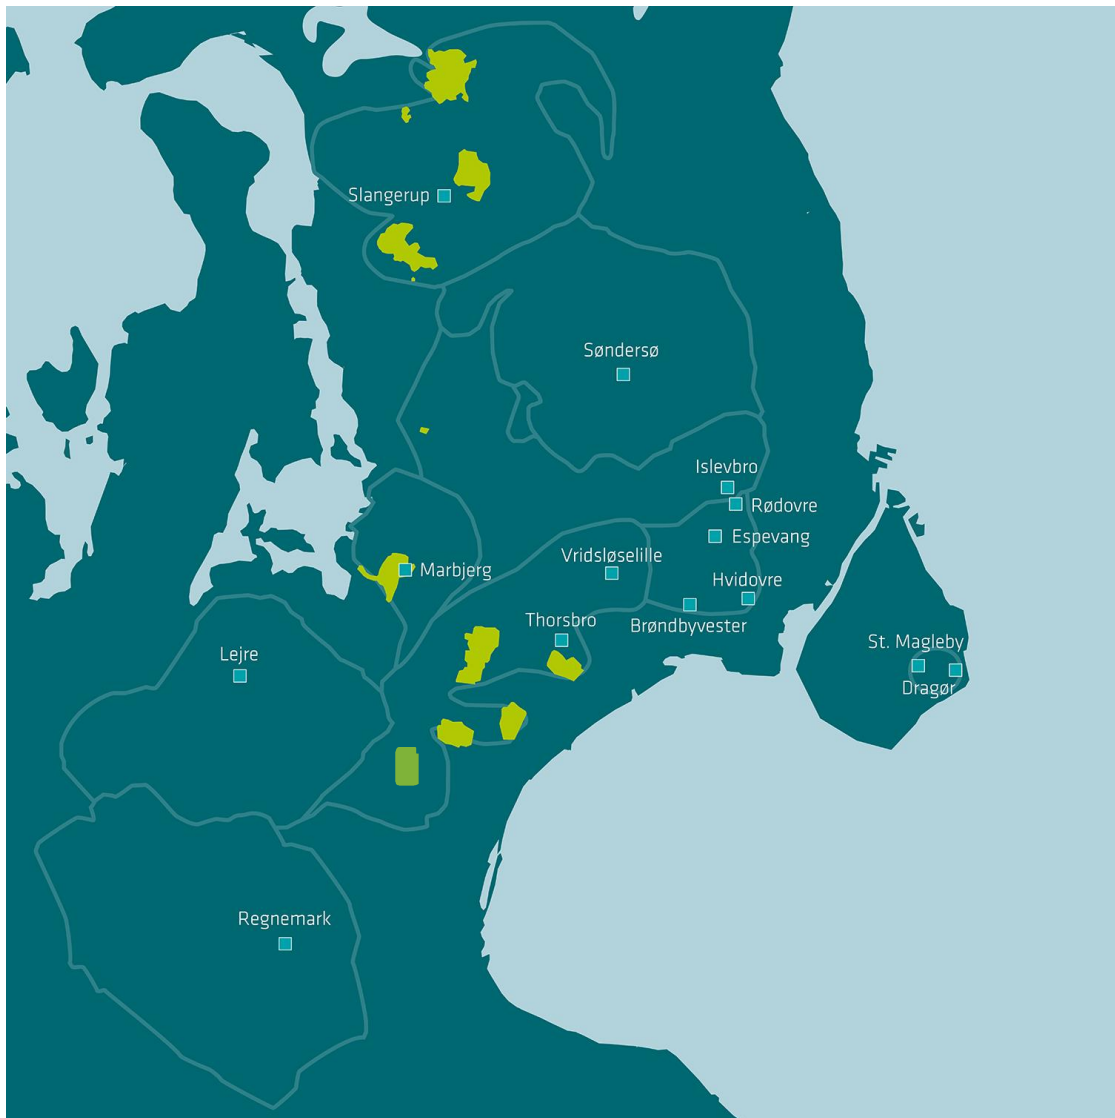 Slangerup
Søndersø
Islevbro
Rødovre
Espevang
Vridsløselille
Marbjerg
Hvidovre
Thorsbro
Brøndbyvester
St. Magleby
Lejre
Dragør
Regnemark